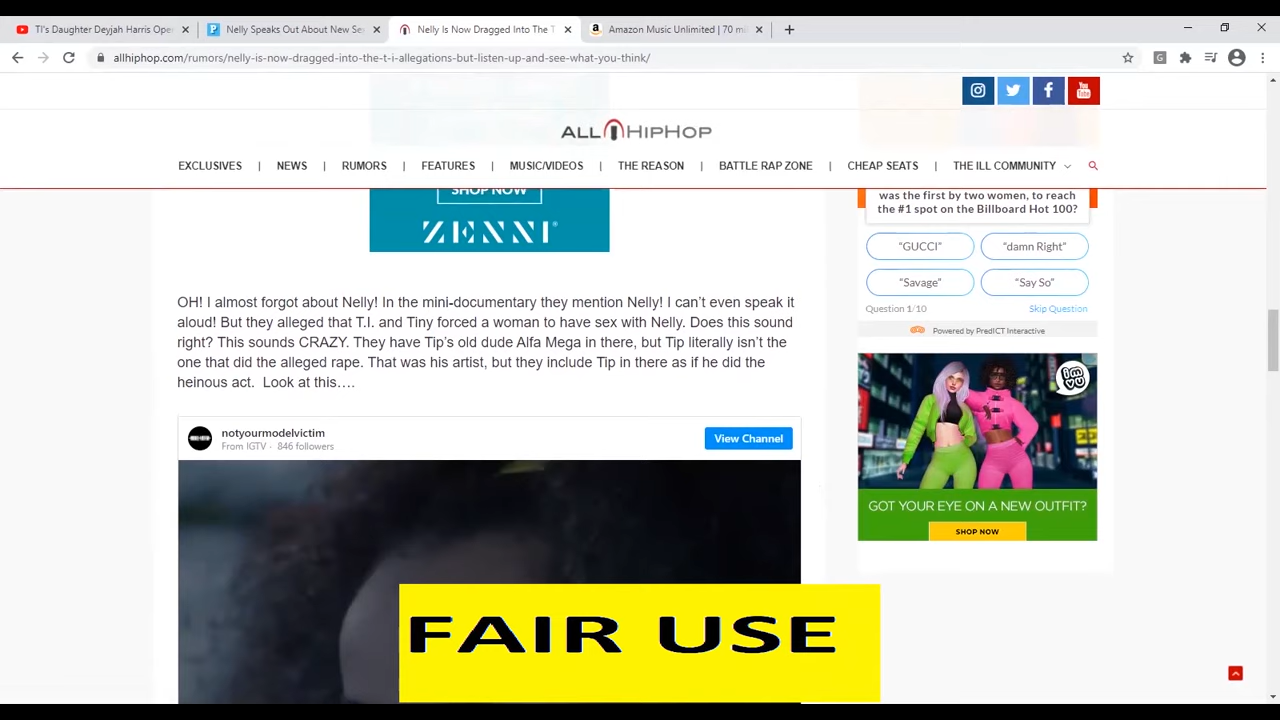 TI's Daughter Deyjah Harris Oper
Nelly Speaks Out About New Se
Nelly Is Now Dragged Into The T
Amazon Music Unlimited | 70 mi
allhiphop.com/rumors/nelly-is-now-dragged-into-the-t-i-allegations-but-listen-up-and-see-what-you-think/
ALL HIPHOP
EXCLUSIVES | NEWS | RUMORS | FEATURES | MUSIC/VIDEOS | THE REASON | BATTLE RAP ZONE | CHEAP SEATS | THE ILL COMMUNITY
SHOP NOW
ZENNI®
was the first by two women, to reach
the #1 spot on the Billboard Hot 100?
"GUCCI"
"damn Right"
"Savage"
"Say So"
Question 1/10
Skip Question
Powered by PredICT Interactive
OH! I almost forgot about Nelly! In the mini-documentary they mention Nelly! I can't even speak it
aloud! But they alleged that T.I. and Tiny forced a woman to have sex with Nelly. Does this sound
right? This sounds CRAZY. They have Tip's old dude Alfa Mega in there, but Tip literally isn't the
one that did the alleged rape. That was his artist, but they include Tip in there as if he did the
heinous act. Look at this….
notyourmodelvictim
From IGTV · 846 followers
View Channel
imvu
GOT YOUR EYE ON A NEW OUTFIT?
SHOP NOW
FAIR USE